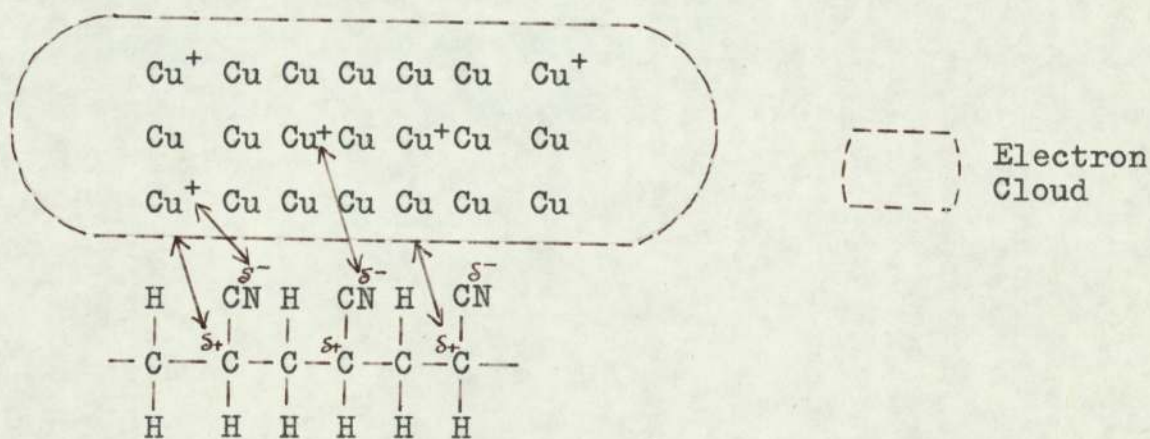 Cu⁺ Cu Cu Cu Cu Cu Cu⁺
Cu Cu Cu⁺ Cu Cu⁺ Cu Cu
Cu⁺ Cu Cu Cu Cu Cu Cu
Electron
Cloud
δ⁻ δ⁻ δ⁻
H CN H CN H CN
δ+ δ+ δ+
C C C C C C
H H H H H H